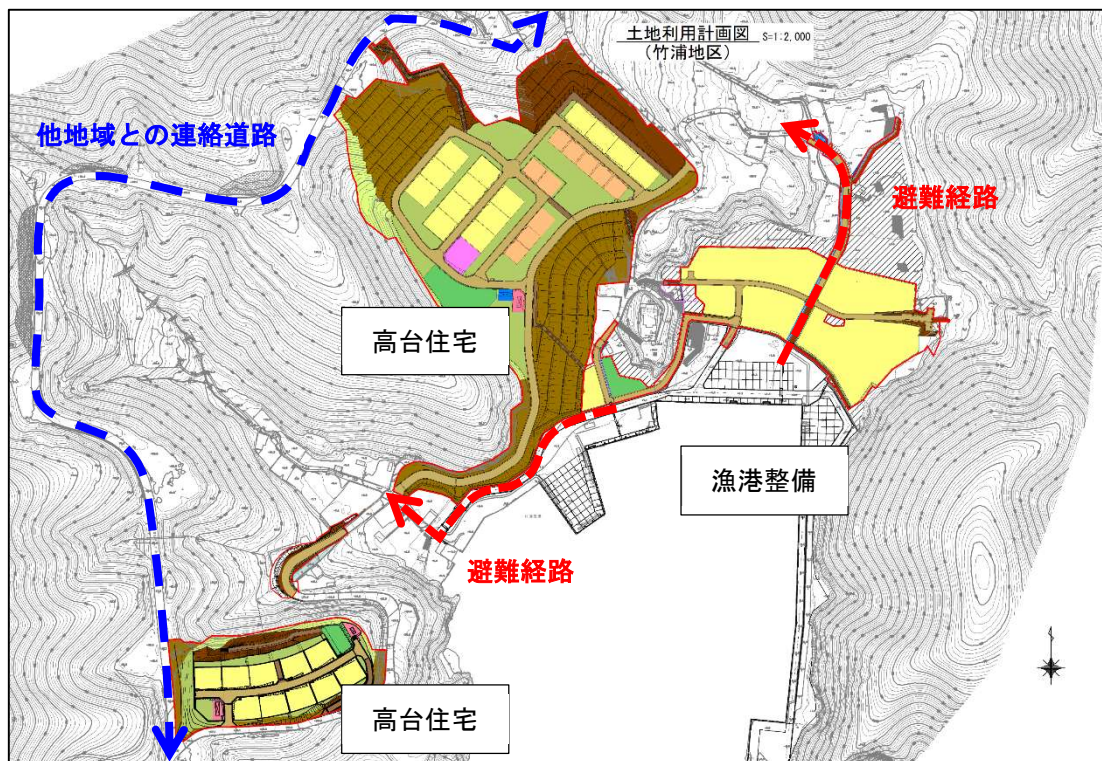 土地利用計画図 S=1:2,000
(竹浦地区)
他地域との連絡道路
避難経路
高台住宅
漁港整備
避難経路
高台住宅